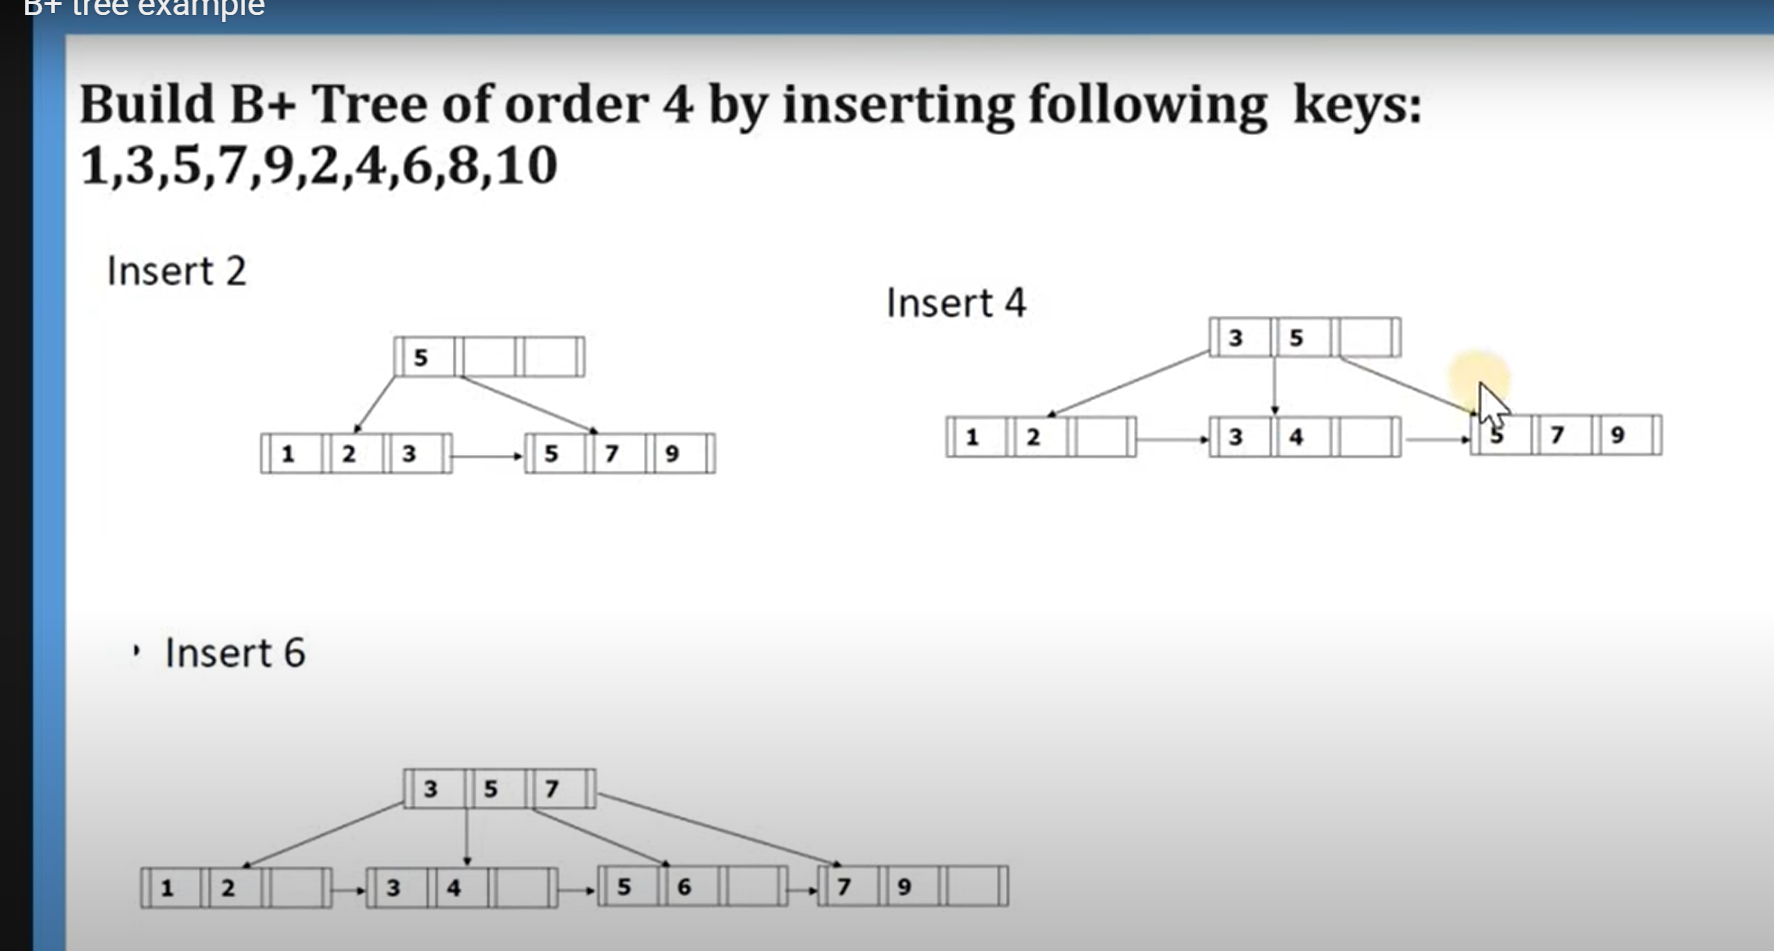 B+ tree example
Build B+ Tree of order 4 by inserting following keys:
1,3,5,7,9,2,4,6,8,10
Insert 2
5
1 2 3 5 7 9
Insert 4
3 5
1 2 3 4 5 7 9
Insert 6
3 5 7
1 2 3 4 5 6 7 9